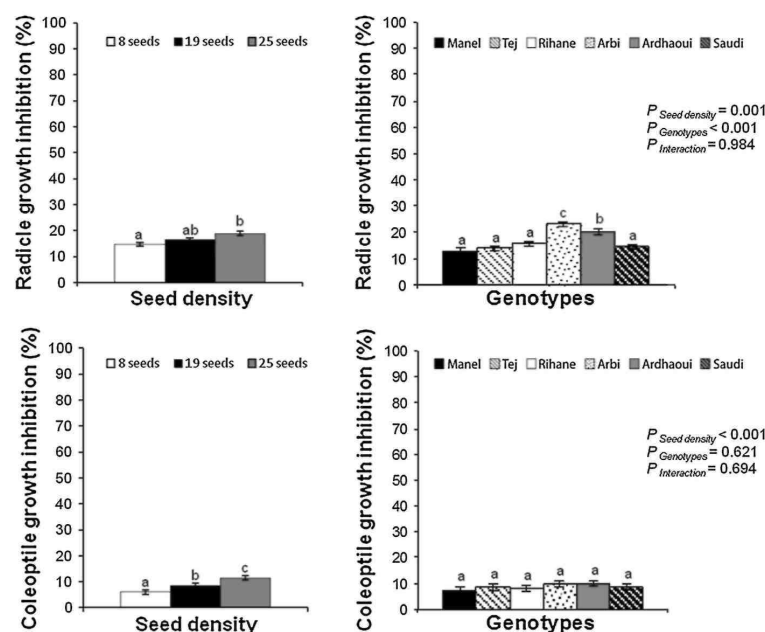 8 seeds 19 seeds 25 seeds
Radicle growth inhibition (%)
100
90
80
70
60
50
40
30
20
10
0
a ab b
Seed density
Manel Tej Rihane Arbi Ardhaoui Saudi
Radicle growth inhibition (%)
100
90
80
70
60
50
40
30
20
10
0
a a a c b a
Genotypes
P Seed density = 0.001
P Genotypes < 0.001
P Interaction = 0.984
8 seeds 19 seeds 25 seeds
Coleoptile growth inhibition (%)
100
90
80
70
60
50
40
30
20
10
0
a b c
Seed density
Manel Tej Rihane Arbi Ardhaoui Saudi
Coleoptile growth inhibition (%)
100
90
80
70
60
50
40
30
20
10
0
a a a a a a
Genotypes
P Seed density < 0.001
P Genotypes = 0.621
P Interaction = 0.694